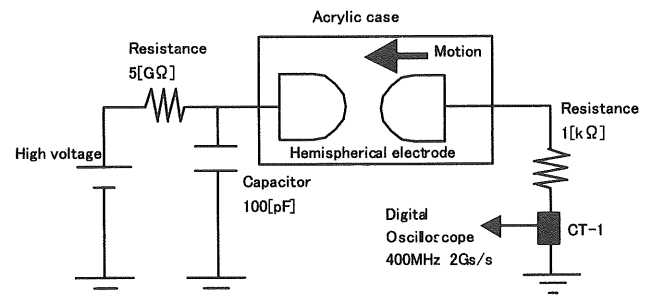 Acrylic case
Resistance
5[GΩ]
Motion
Resistance
1[kΩ]
High voltage
Hemispherical electrode
Capacitor
100[pF]
Digital
Oscilloscope
400MHz 2Gs/s
CT-1